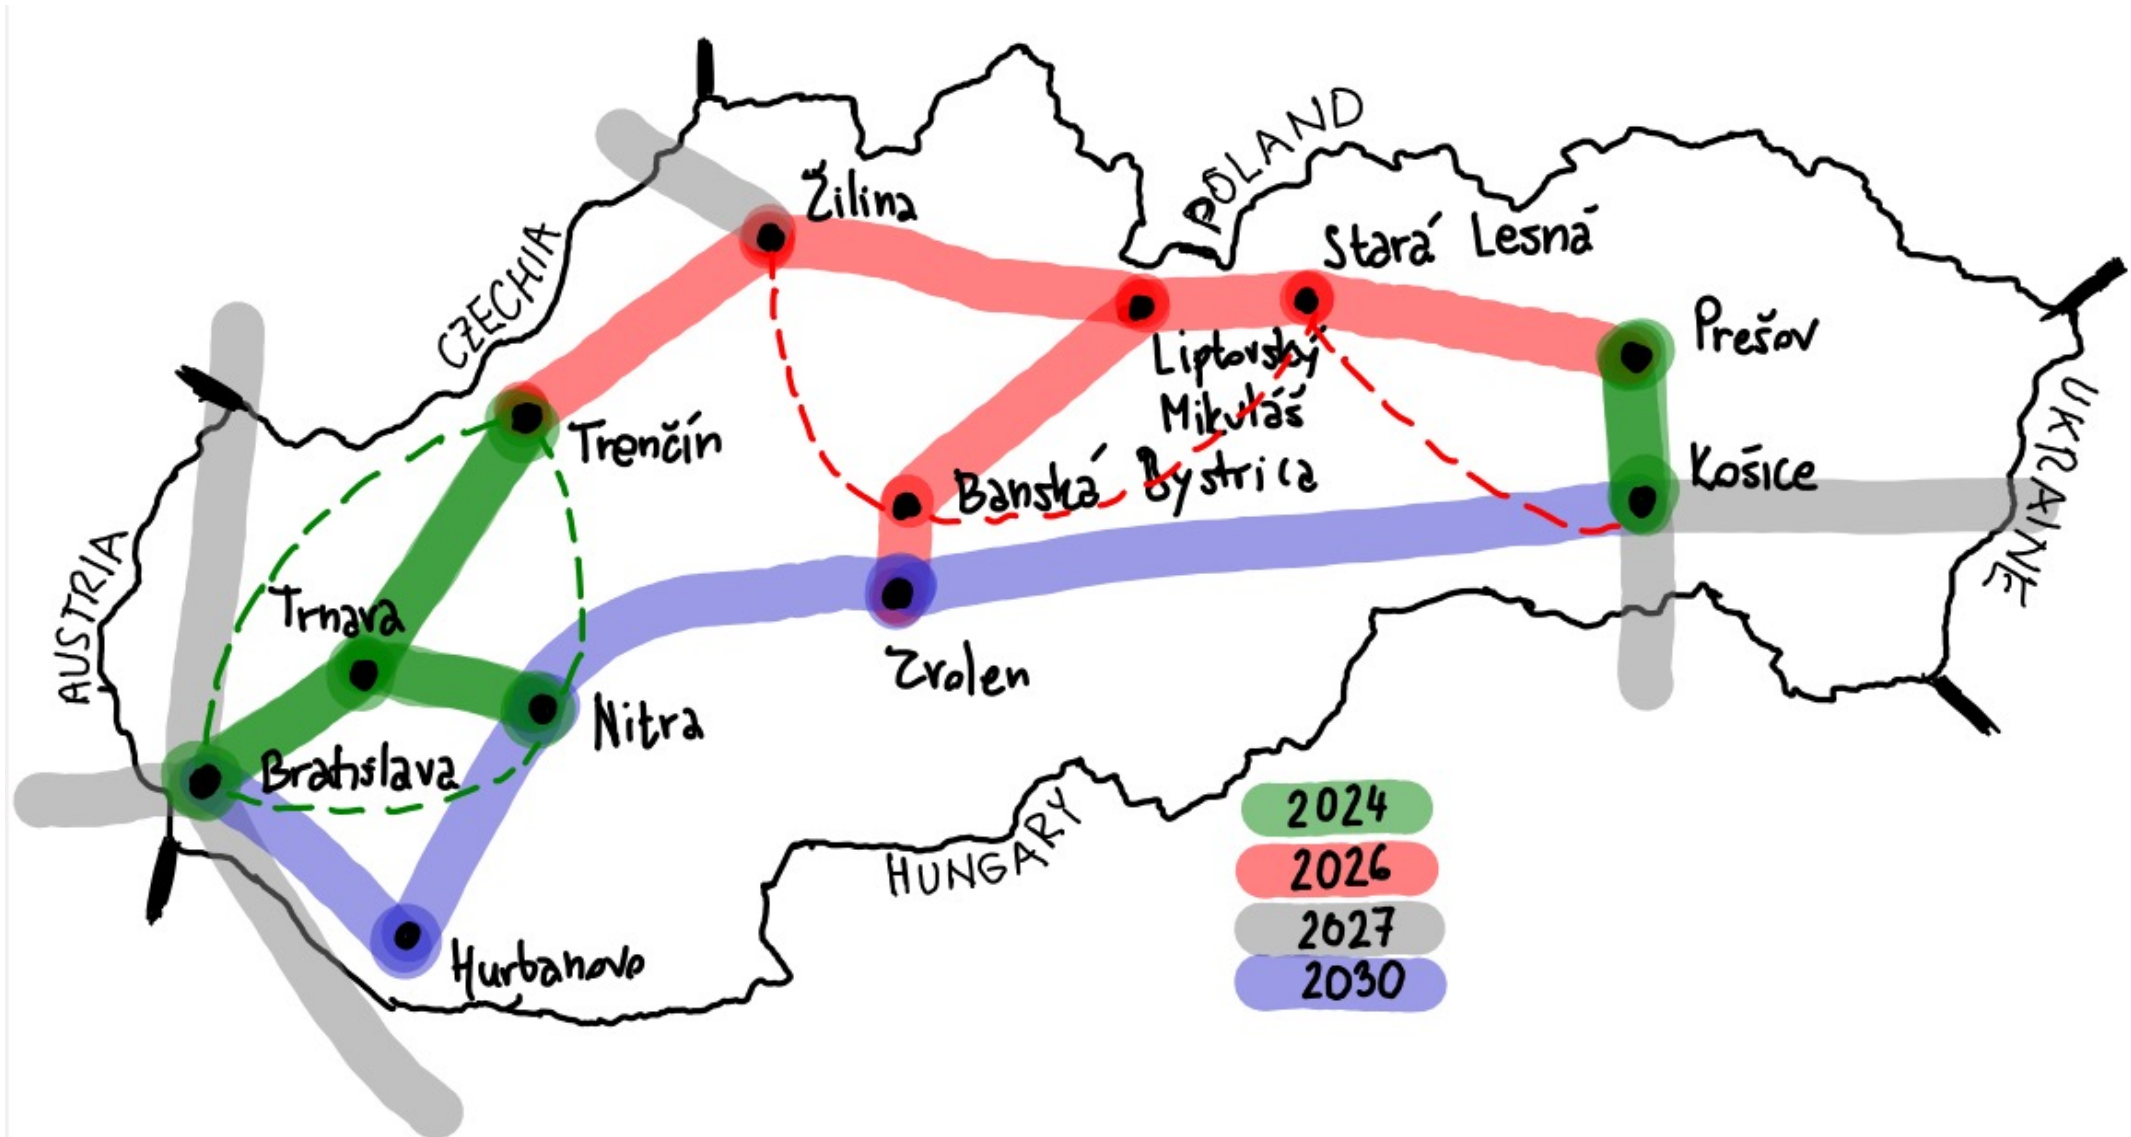 POLAND
Žilina
Stará Lesná
CZECHIA
Prešov
Liptovský
Mikuláš
Trenčín
Košice
UKRAINE
Banská Bystrica
AUSTRIA
Trnava
Zvolen
Nitra
Bratislava
HUNGARY
2024
2026
2027
2030
Hurbanovo